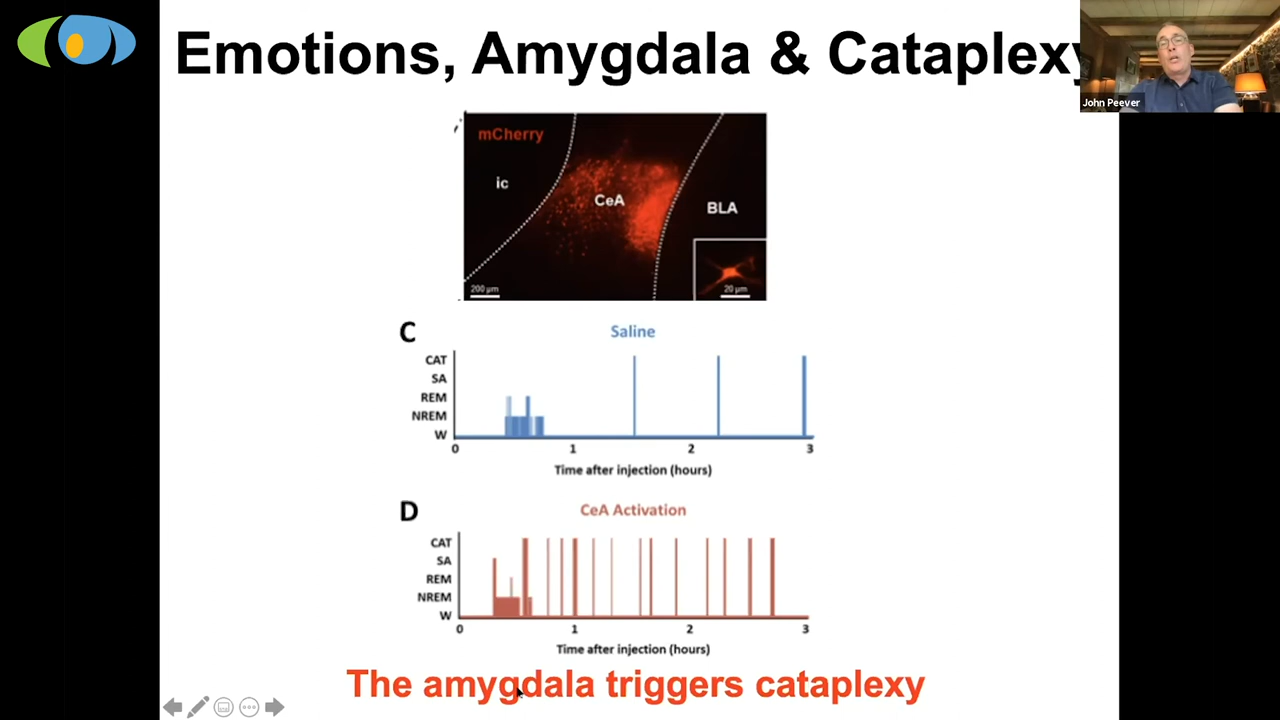 Emotions, Amygdala & Cataplexy
John Peever
mCherry
ic
CeA
BLA
200 µm
20 µm
C
Saline
CAT
SA
REM
NREM
W
0 1 2 3
Time after injection (hours)
D
CeA Activation
CAT
SA
REM
NREM
W
0 1 2 3
Time after injection (hours)
The amygdala triggers cataplexy